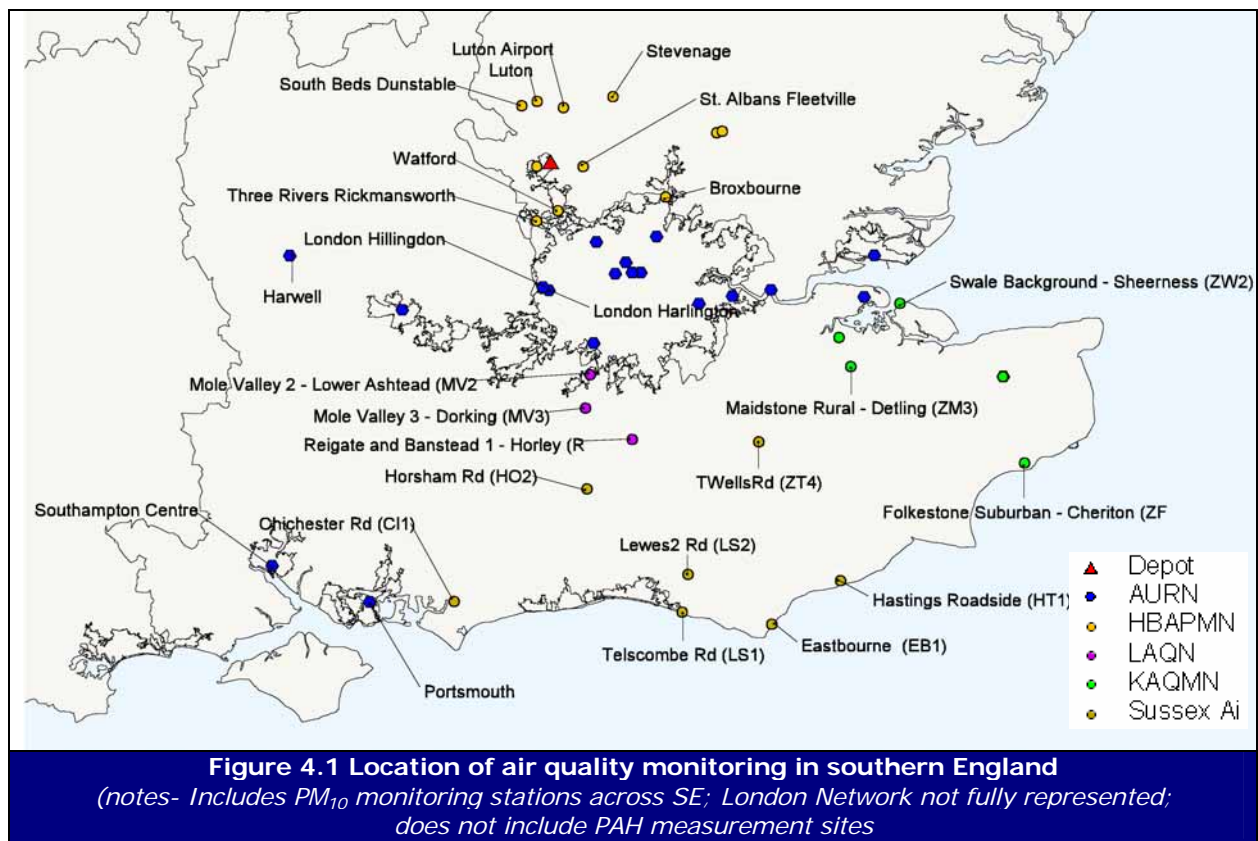 Luton Airport
Stevenage
Luton
South Beds Dunstable
St. Albans Fleetville
Watford
Broxbourne
Three Rivers Rickmansworth
London Hillingdon
Harwell
Swale Background - Sheerness (ZW2)
London Harlington
Mole Valley 2 - Lower Ashtead (MV2
Mole Valley 3 - Dorking (MV3)
Maidstone Rural - Detling (ZM3)
Reigate and Banstead 1 - Horley (R
Horsham Rd (HO2)
TWellsRd (ZT4)
Southampton Centre
Chichester Rd (CI1)
Folkestone Suburban - Cheriton (ZF
Lewes2 Rd (LS2)
Hastings Roadside (HT1)
Telscombe Rd (LS1)
Eastbourne (EB1)
Portsmouth
Depot
AURN
HBAPMN
LAQN
KAQMN
Sussex Ai
Figure 4.1 Location of air quality monitoring in southern England
(notes- Includes PM10 monitoring stations across SE; London Network not fully represented;
does not include PAH measurement sites